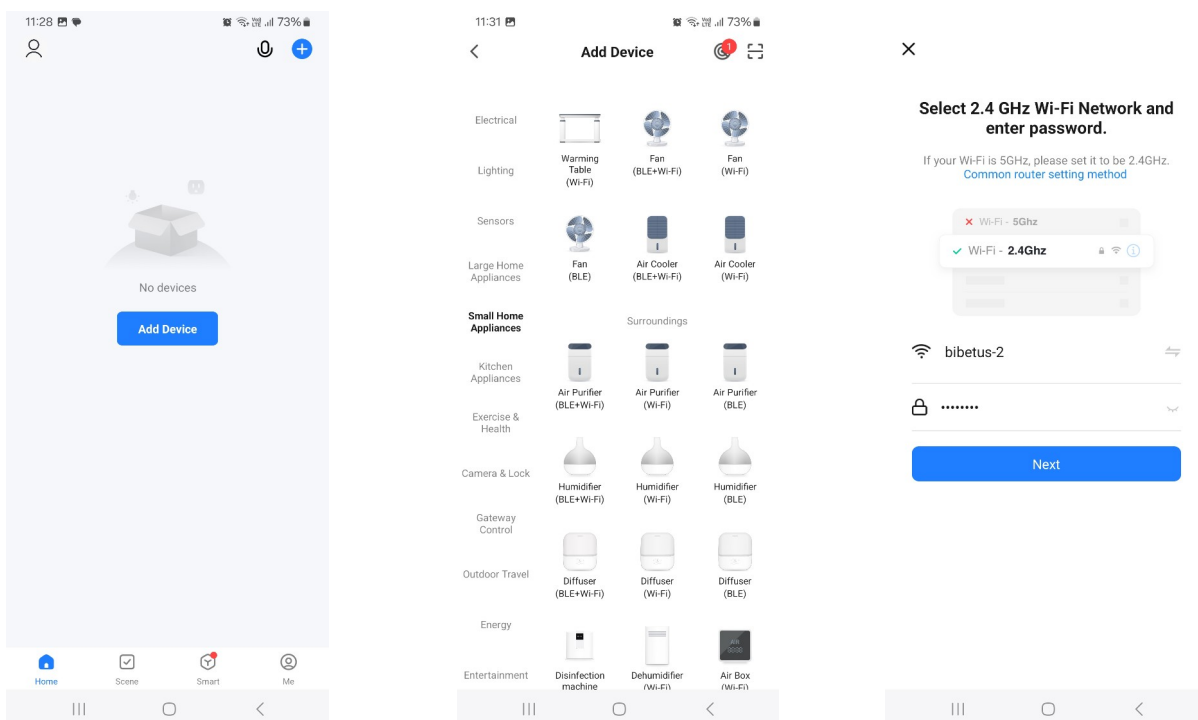 11:28
VoD LTE 73%
No devices
Add Device
Home
Scene
Smart
Me
11:31
73%
Add Device
1
Electrical
Lighting
Sensors
Large Home
Appliances
Small Home
Appliances
Kitchen
Appliances
Exercise &
Health
Camera & Lock
Gateway
Control
Outdoor Travel
Energy
Entertainment
Warming
Table
(Wi-Fi)
Fan
(BLE+Wi-Fi)
Fan
(Wi-Fi)
Fan
(BLE)
Air Cooler
(BLE+Wi-Fi)
Air Cooler
(Wi-Fi)
Surroundings
Air Purifier
(BLE+Wi-Fi)
Air Purifier
(Wi-Fi)
Air Purifier
(BLE)
Humidifier
(BLE+Wi-Fi)
Humidifier
(Wi-Fi)
Humidifier
(BLE)
Diffuser
(BLE+Wi-Fi)
Diffuser
(Wi-Fi)
Diffuser
(BLE)
Disinfection
machine
Dehumidifier
(Wi-Fi)
Air Box
(Wi-Fi)
Select 2.4 GHz Wi-Fi Network and
enter password.
If your Wi-Fi is 5GHz, please set it to be 2.4GHz.
Common router setting method
Wi-Fi - 5Ghz
Wi-Fi - 2.4Ghz
bibetus-2
••••••••
Next